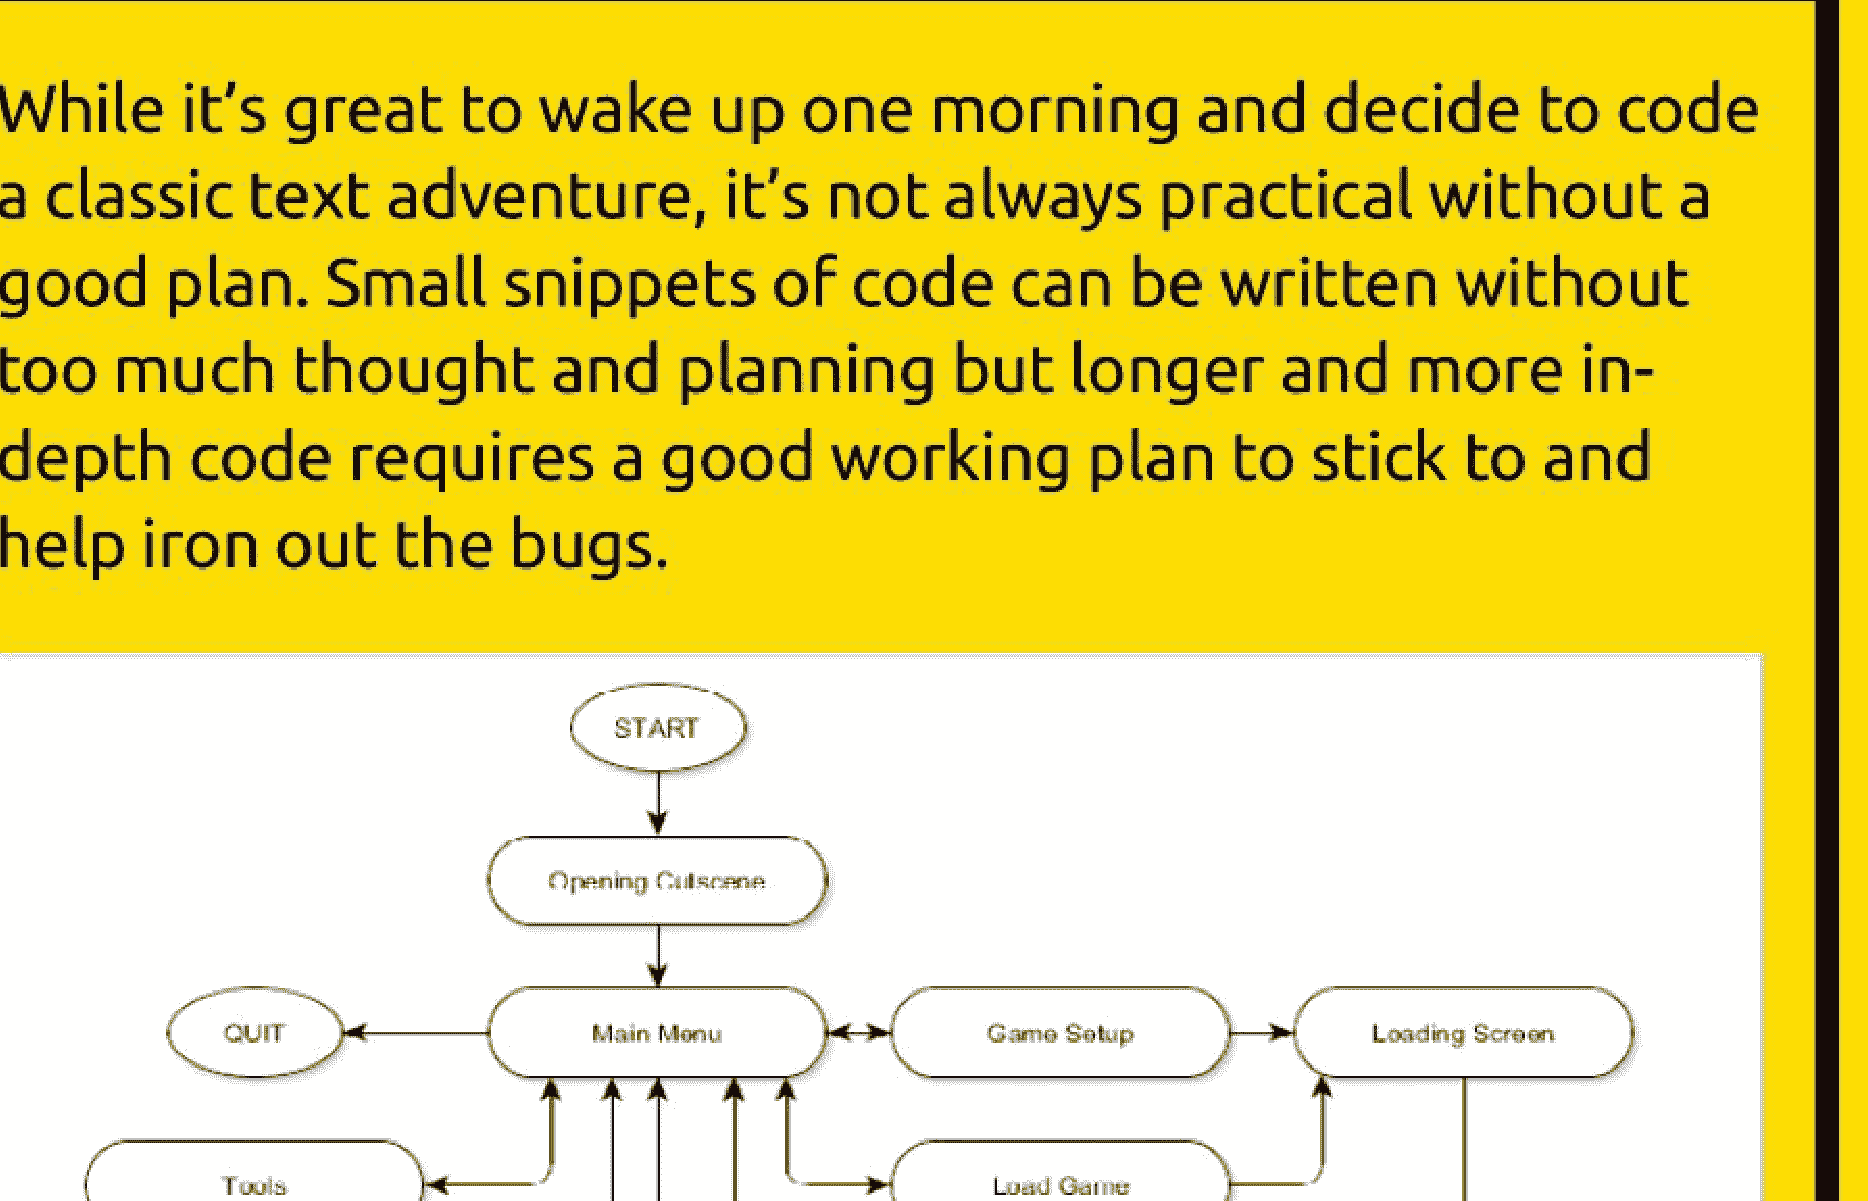 While it's great to wake up one morning and decide to code
a classic text adventure, it's not always practical without a
good plan. Small snippets of code can be written without
too much thought and planning but longer and more in-
depth code requires a good working plan to stick to and
help iron out the bugs.
START
Opening Cutscene
QUIT
Main Menu
Game Setup
Loading Screen
Tools
Load Game